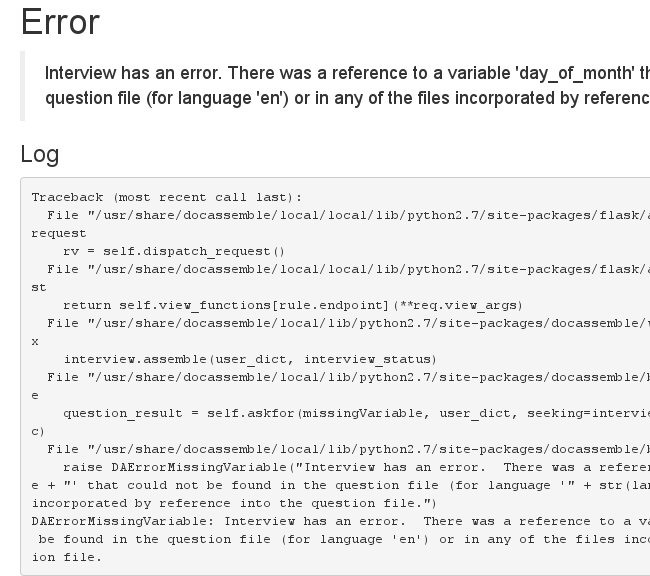 Error
Interview has an error. There was a reference to a variable 'day_of_month' th
question file (for language 'en') or in any of the files incorporated by referenc
Log
Traceback (most recent call last):
  File "/usr/share/docassemble/local/local/lib/python2.7/site-packages/flask/a
request
    rv = self.dispatch_request()
  File "/usr/share/docassemble/local/local/lib/python2.7/site-packages/flask/a
st
    return self.view_functions[rule.endpoint](**req.view_args)
  File "/usr/share/docassemble/local/local/lib/python2.7/site-packages/docassemble/w
x
    interview.assemble(user_dict, interview_status)
  File "/usr/share/docassemble/local/local/lib/python2.7/site-packages/docassemble/b
e
    question_result = self.askfor(missingVariable, user_dict, seeking=intervie
c)
  File "/usr/share/docassemble/local/local/lib/python2.7/site-packages/docassemble/b
    raise DAErrorMissingVariable("Interview has an error.  There was a referen
e + "' that could not be found in the question file (for language '" + str(lan
incorporated by reference into the question file.")
DAErrorMissingVariable: Interview has an error.  There was a reference to a va
 be found in the question file (for language 'en') or in any of the files inco
ion file.